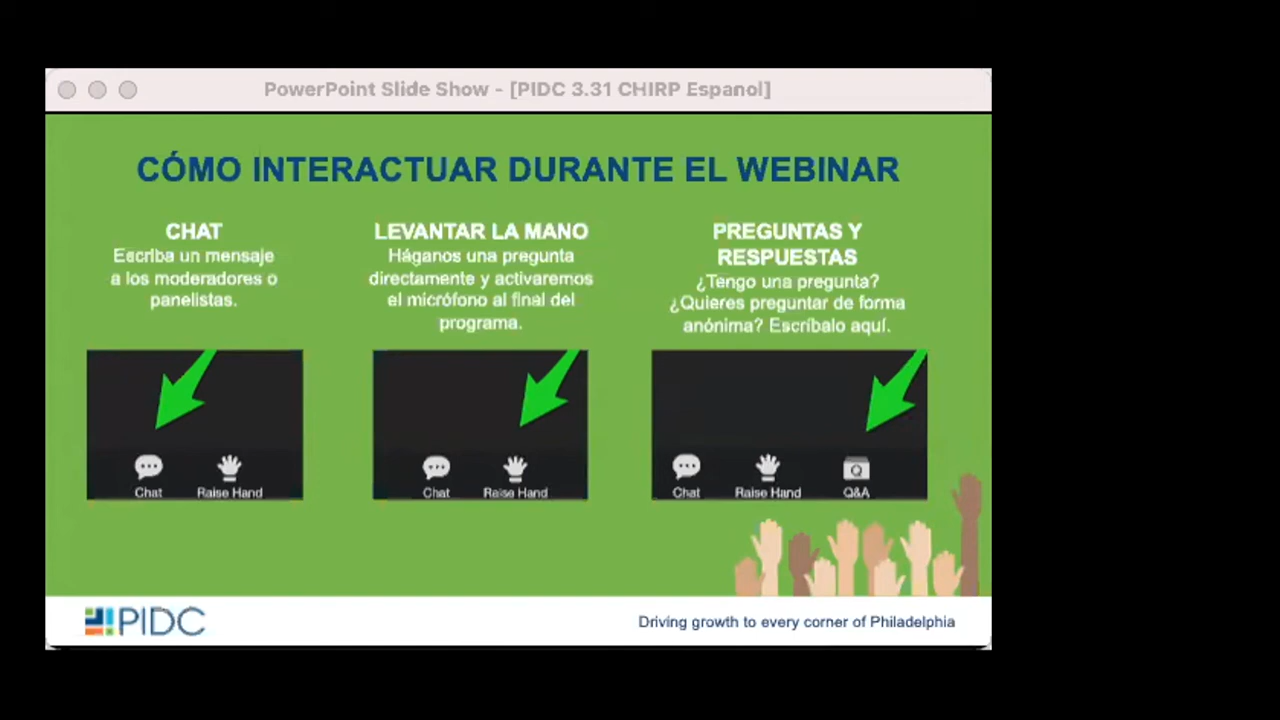 PowerPoint Slide Show - [PIDC 3.31 CHIRP Espanol]
CÓMO INTERACTUAR DURANTE EL WEBINAR
CHAT
Escriba un mensaje
a los moderadores o
panelistas.
LEVANTAR LA MANO
Háganos una pregunta
directamente y activaremos
el micrófono al final del
programa.
PREGUNTAS Y
RESPUESTAS
¿Tengo una pregunta?
¿Quieres preguntar de forma
anónima? Escríbalo aquí.
Chat Raise Hand
Chat Raise Hand
Chat Raise Hand Q&A
PIDC
Driving growth to every corner of Philadelphia